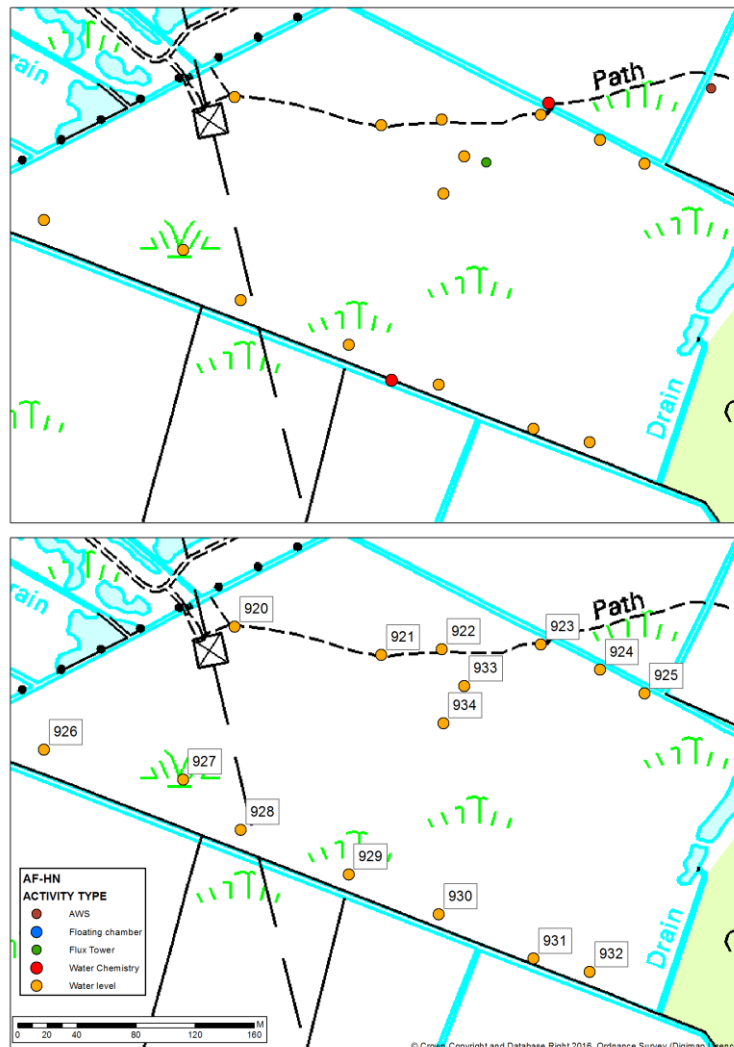 Path
Drain
Drain
920
921
922
923
Path
924
933
925
934
926
927
928
929
930
931
932
Drain
AF-HN
ACTIVITY TYPE
AWS
Floating chamber
Flux Tower
Water Chemistry
Water level
M
0 20 40 80 120 160
© Crown Copyright and Database Right 2016. Ordnance Survey (Digimap